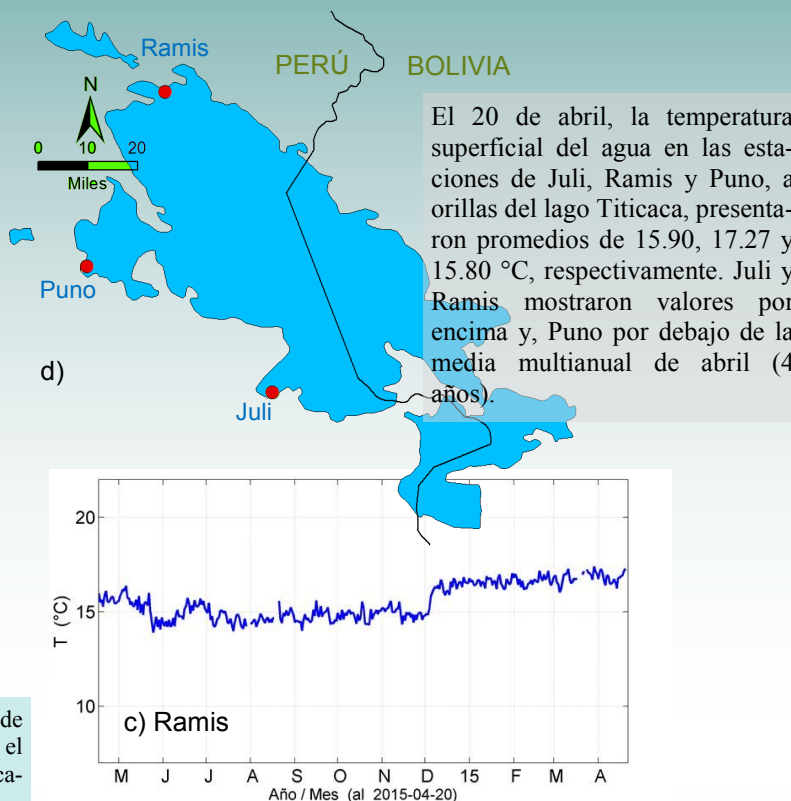 Ramis
PERÚ
BOLIVIA
N
0 10 20
Miles
Puno
d)
Juli
El 20 de abril, la temperatura
superficial del agua en las esta-
ciones de Juli, Ramis y Puno, a
orillas del lago Titicaca, presenta-
ron promedios de 15.90, 17.27 y
15.80 °C, respectivamente. Juli y
Ramis mostraron valores por
encima y, Puno por debajo de la
media multianual de abril (4
años).
20
15
10
T (°C)
c) Ramis
M J J A S O N D 15 F M A
Año / Mes (al 2015-04-20)
de
el
ca-